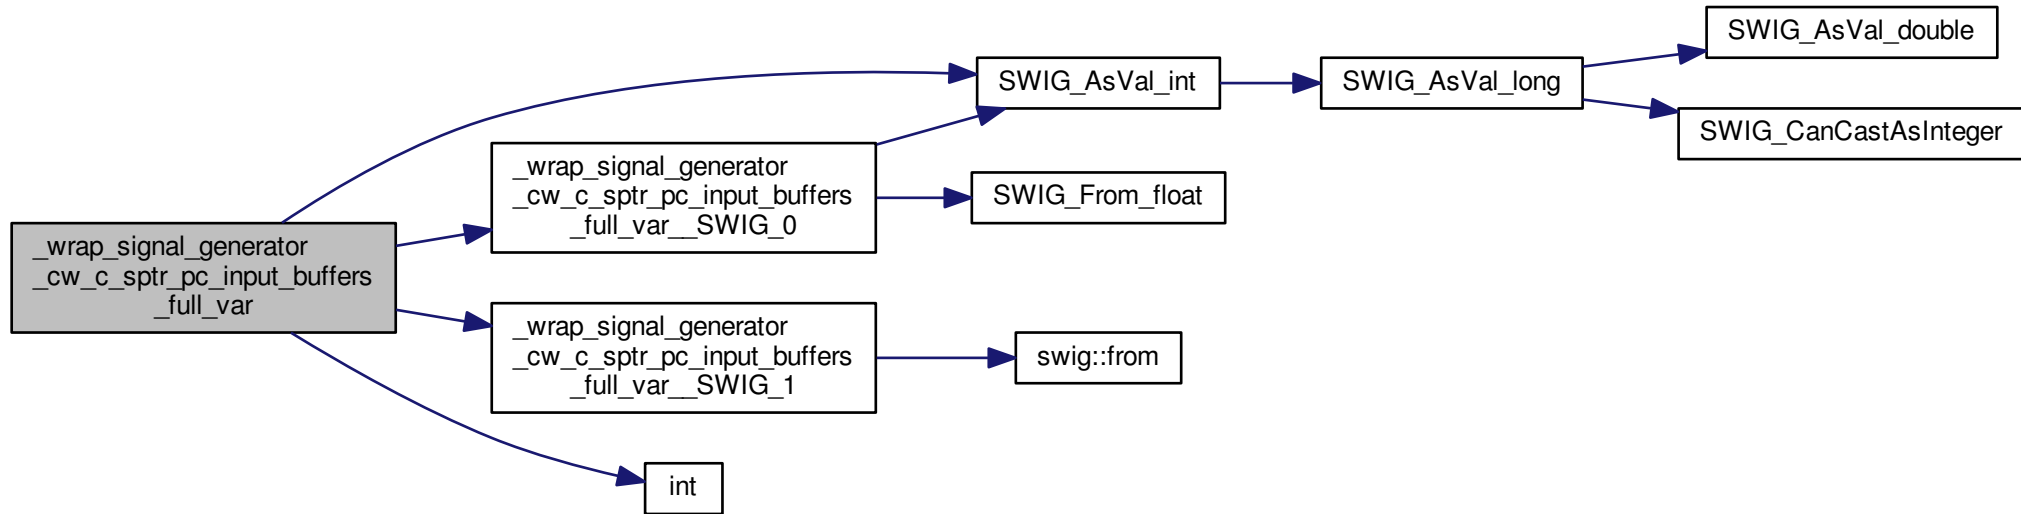 _wrap_signal_generator
_cw_c_sptr_pc_input_buffers
_full_var
_wrap_signal_generator
_cw_c_sptr_pc_input_buffers
_full_var__SWIG_0
_wrap_signal_generator
_cw_c_sptr_pc_input_buffers
_full_var__SWIG_1
int
SWIG_AsVal_int
SWIG_From_float
swig::from
SWIG_AsVal_long
SWIG_AsVal_double
SWIG_CanCastAsInteger